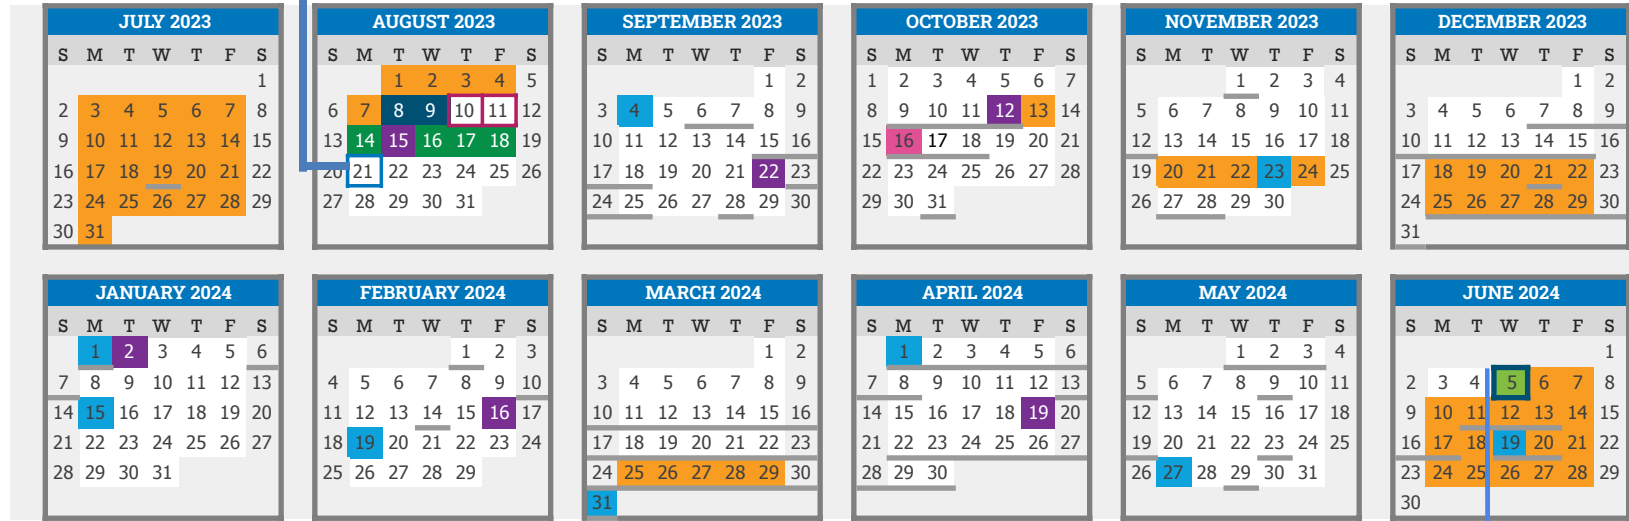 JULY 2023
S M T W T F S
1
2 3 4 5 6 7 8
9 10 11 12 13 14 15
16 17 18 19 20 21 22
23 24 25 26 27 28 29
30 31
AUGUST 2023
S M T W T F S
1 2 3 4 5
6 7 8 9 10 11 12
13 14 15 16 17 18 19
20 21 22 23 24 25 26
27 28 29 30 31
SEPTEMBER 2023
S M T W T F S
1 2
3 4 5 6 7 8 9
10 11 12 13 14 15 16
17 18 19 20 21 22 23
24 25 26 27 28 29 30
OCTOBER 2023
S M T W T F S
1 2 3 4 5 6 7
8 9 10 11 12 13 14
15 16 17 18 19 20 21
22 23 24 25 26 27 28
29 30 31
NOVEMBER 2023
S M T W T F S
1 2 3 4
5 6 7 8 9 10 11
12 13 14 15 16 17 18
19 20 21 22 23 24 25
26 27 28 29 30
DECEMBER 2023
S M T W T F S
1 2
3 4 5 6 7 8 9
10 11 12 13 14 15 16
17 18 19 20 21 22 23
24 25 26 27 28 29 30
31
JANUARY 2024
S M T W T F S
1 2 3 4 5 6
7 8 9 10 11 12 13
14 15 16 17 18 19 20
21 22 23 24 25 26 27
28 29 30 31
FEBRUARY 2024
S M T W T F S
1 2 3
4 5 6 7 8 9 10
11 12 13 14 15 16 17
18 19 20 21 22 23 24
25 26 27 28 29
MARCH 2024
S M T W T F S
1 2
3 4 5 6 7 8 9
10 11 12 13 14 15 16
17 18 19 20 21 22 23
24 25 26 27 28 29 30
31
APRIL 2024
S M T W T F S
1 2 3 4 5 6
7 8 9 10 11 12 13
14 15 16 17 18 19 20
21 22 23 24 25 26 27
28 29 30
MAY 2024
S M T W T F S
1 2 3 4
5 6 7 8 9 10 11
12 13 14 15 16 17 18
19 20 21 22 23 24 25
26 27 28 29 30 31
JUNE 2024
S M T W T F S
1
2 3 4 5 6 7 8
9 10 11 12 13 14 15
16 17 18 19 20 21 22
23 24 25 26 27 28 29
30